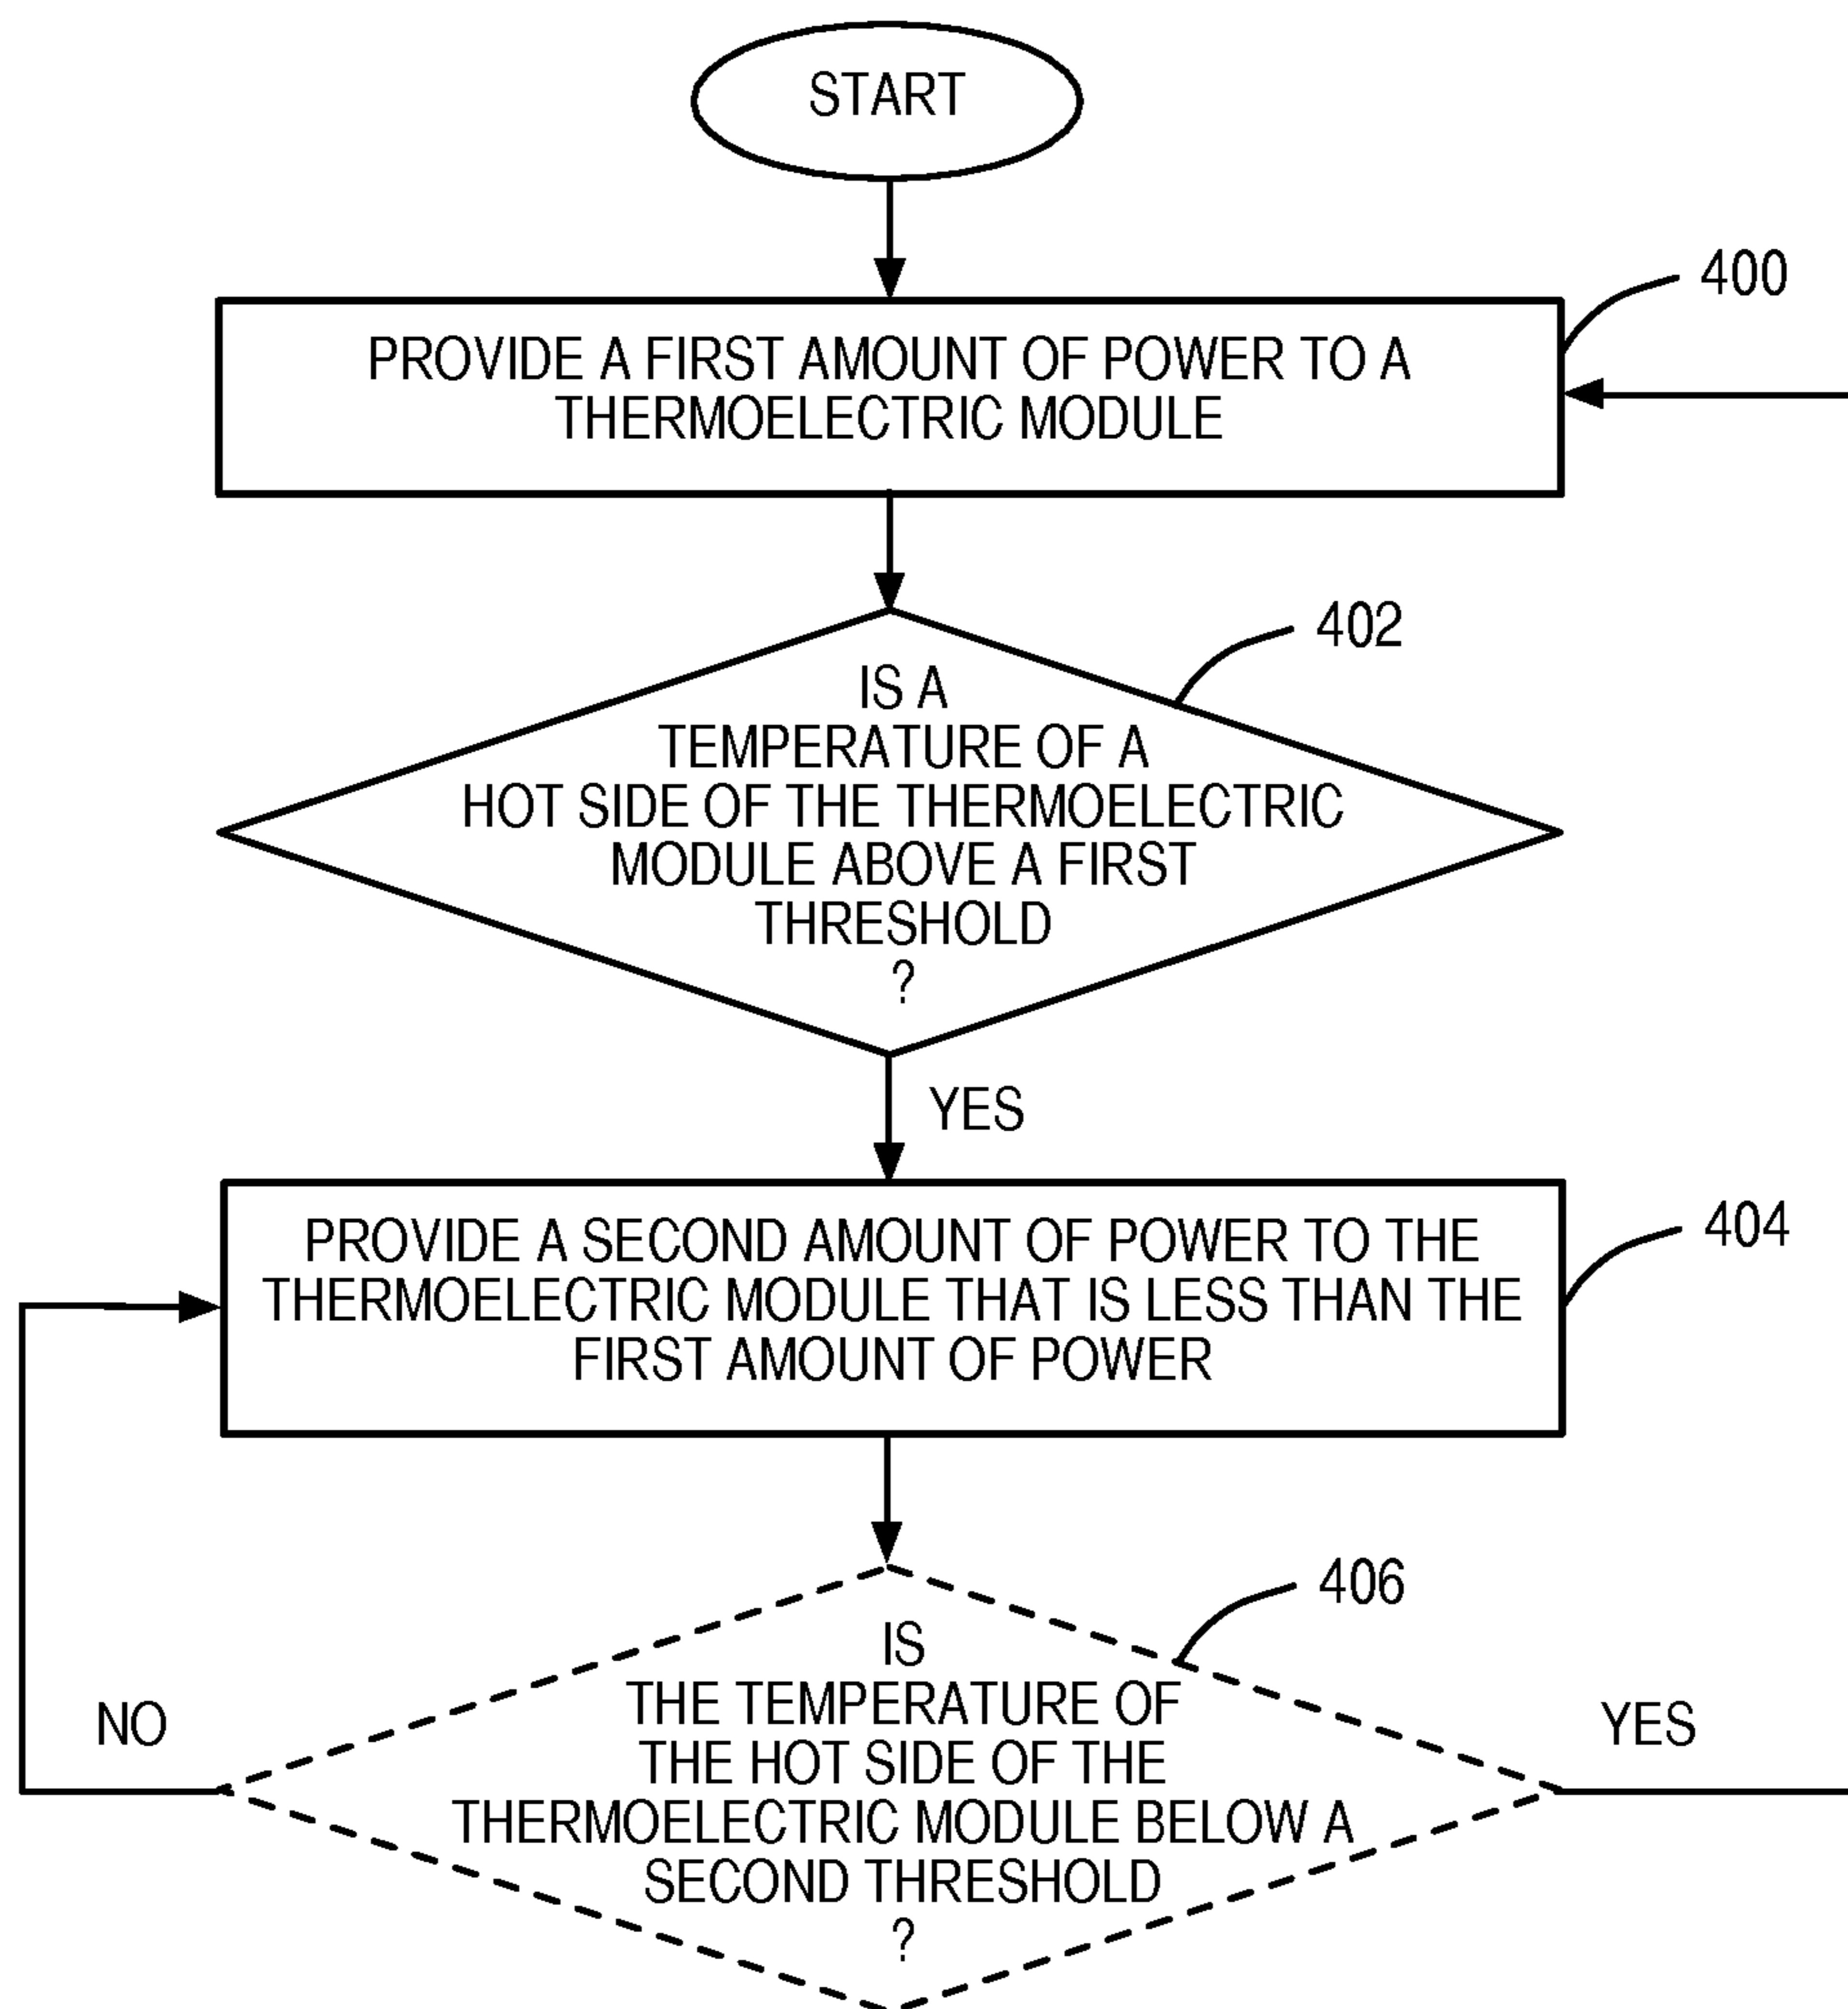 START
400
PROVIDE A FIRST AMOUNT OF POWER TO A
THERMOELECTRIC MODULE
402
IS A
TEMPERATURE OF A
HOT SIDE OF THE THERMOELECTRIC
MODULE ABOVE A FIRST
THRESHOLD
?
YES
404
PROVIDE A SECOND AMOUNT OF POWER TO THE
THERMOELECTRIC MODULE THAT IS LESS THAN THE
FIRST AMOUNT OF POWER
406
IS
THE TEMPERATURE OF
THE HOT SIDE OF THE
THERMOELECTRIC MODULE BELOW A
SECOND THRESHOLD
?
NO
YES